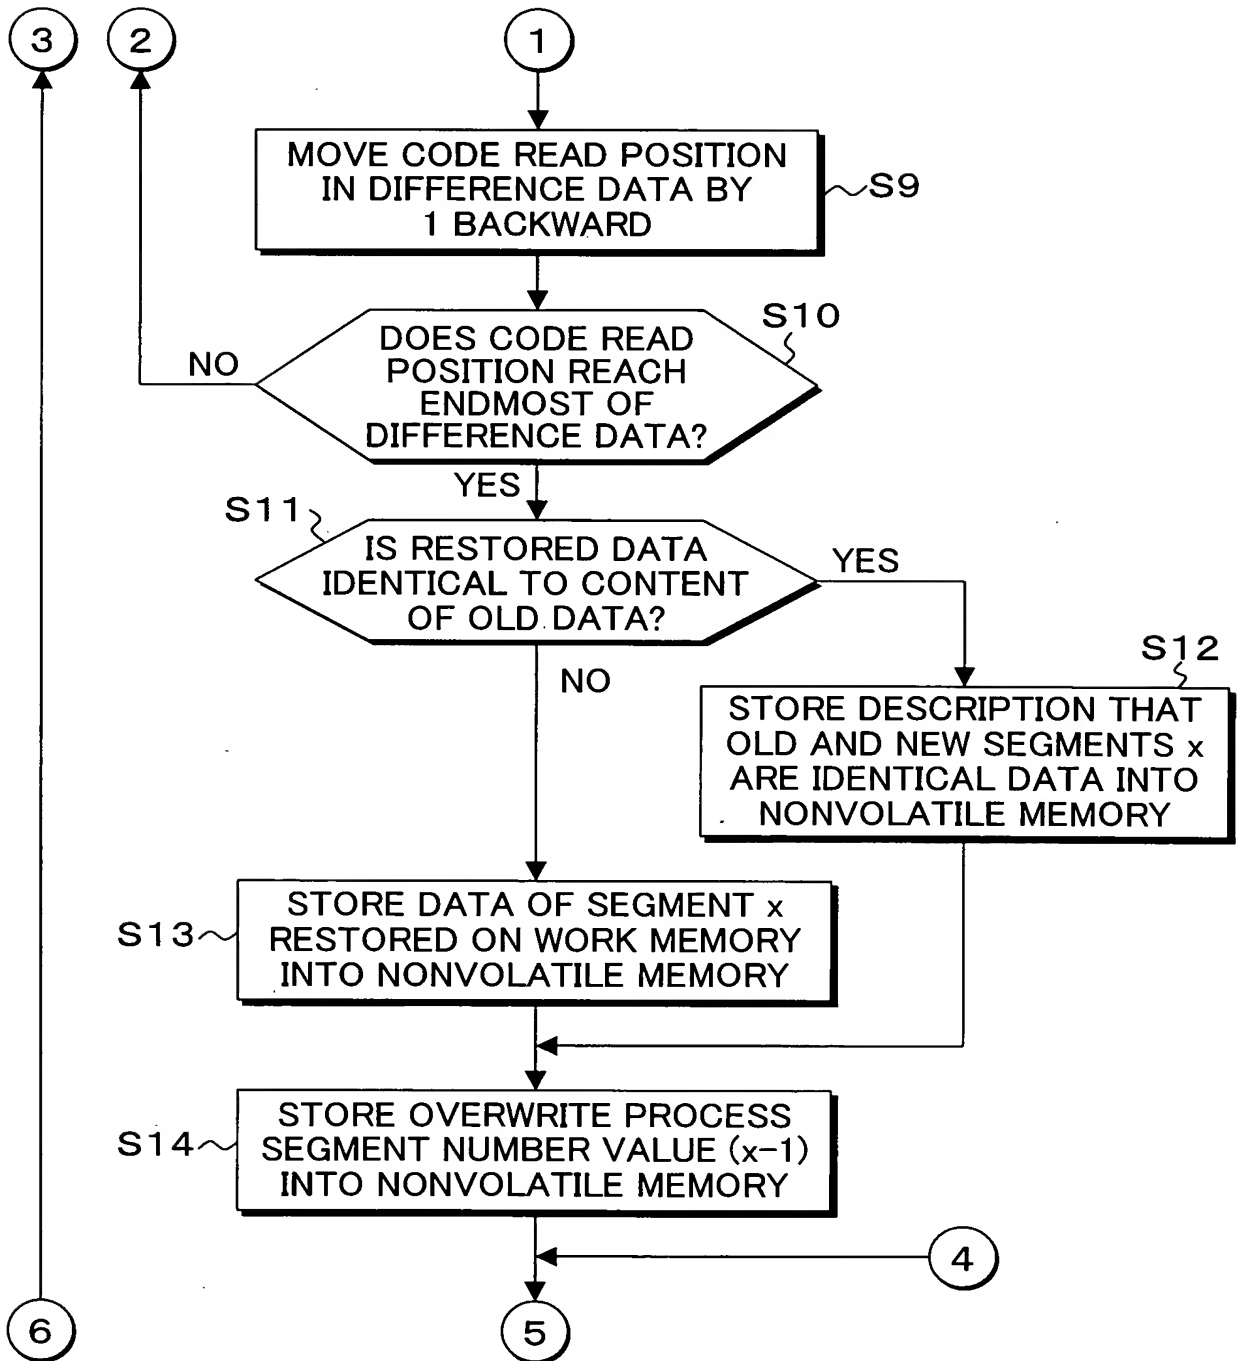 3
2
1
MOVE CODE READ POSITION
IN DIFFERENCE DATA BY
1 BACKWARD
S9
S10
DOES CODE READ
POSITION REACH
ENDMOST OF
DIFFERENCE DATA?
NO
YES
S11
IS RESTORED DATA
IDENTICAL TO CONTENT
OF OLD DATA?
YES
NO
S12
STORE DESCRIPTION THAT
OLD AND NEW SEGMENTS x
ARE IDENTICAL DATA INTO
NONVOLATILE MEMORY
S13
STORE DATA OF SEGMENT x
RESTORED ON WORK MEMORY
INTO NONVOLATILE MEMORY
S14
STORE OVERWRITE PROCESS
SEGMENT NUMBER VALUE (x-1)
INTO NONVOLATILE MEMORY
4
6
5